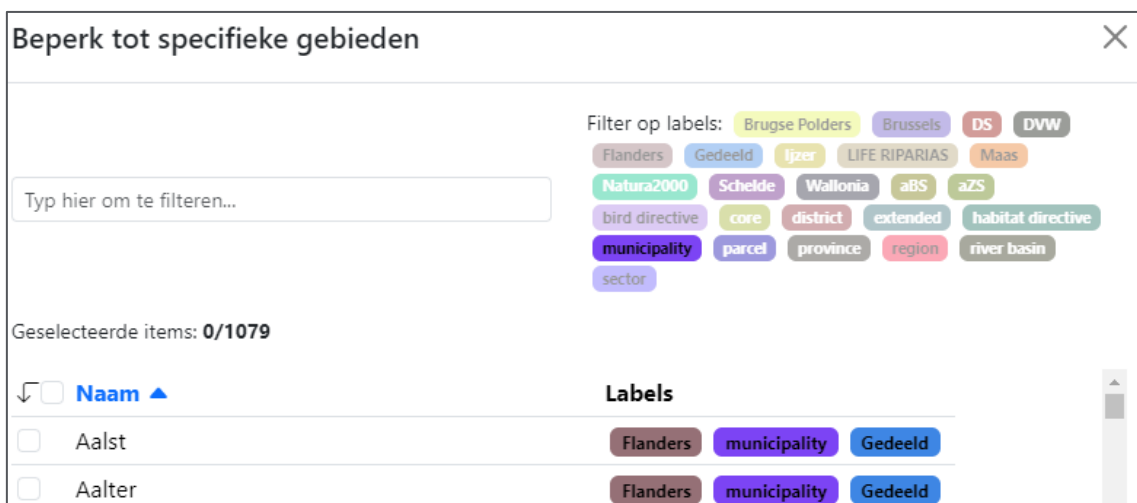 Beperk tot specifieke gebieden
Filter op labels: Brugse Polders Brussels DS DVW
Flanders Gedeeld Ijzer LIFE RIPARIAS Maas
Typ hier om te filteren...
Natura2000 Schelde Wallonia aBS aZS
bird directive core district extended habitat directive
municipality parcel province region river basin
sector
Geselecteerde items: 0/1079
Naam Labels
Aalst Flanders municipality Gedeeld
Aalter Flanders municipality Gedeeld